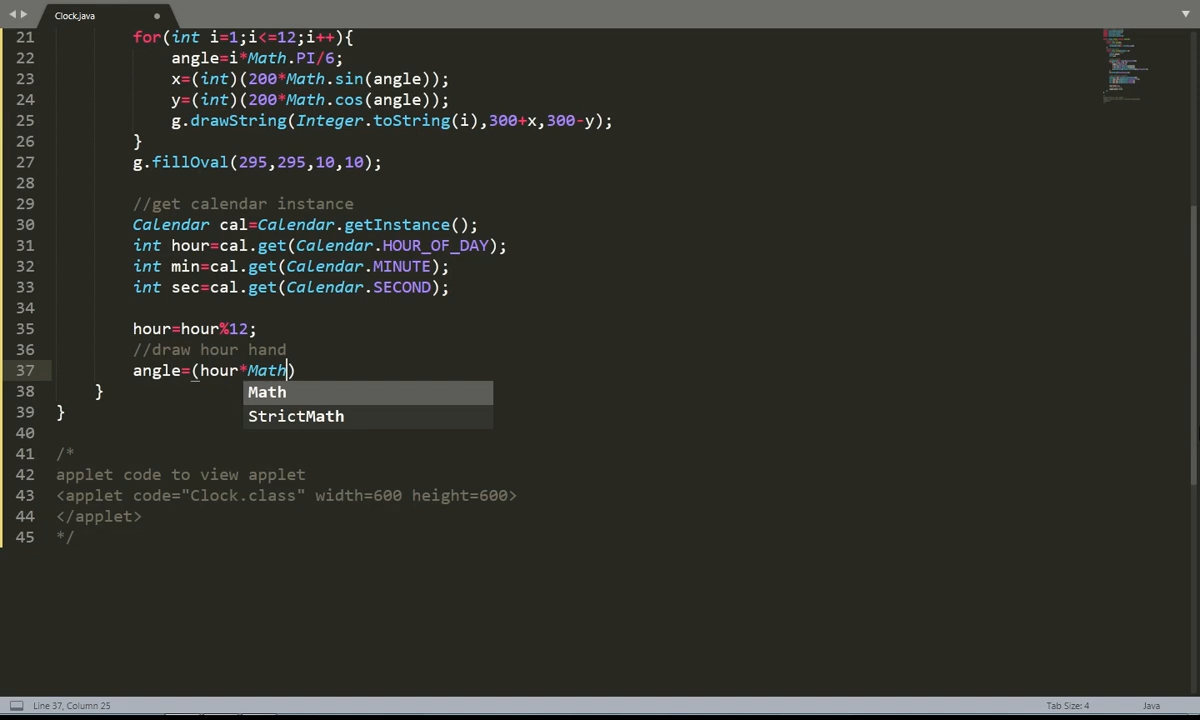 Clock.java
21 for(int i=1;i<=12;i++){
22 angle=i*Math.PI/6;
23 x=(int)(200*Math.sin(angle));
24 y=(int)(200*Math.cos(angle));
25 g.drawString(Integer.toString(i),300+x,300-y);
26 }
27 g.fillOval(295,295,10,10);
28
29 //get calendar instance
30 Calendar cal=Calendar.getInstance();
31 int hour=cal.get(Calendar.HOUR_OF_DAY);
32 int min=cal.get(Calendar.MINUTE);
33 int sec=cal.get(Calendar.SECOND);
34
35 hour=hour%12;
36 //draw hour hand
37 angle=(hour*Math)
38 }
Math
39 }
StrictMath
40
41 /*
42 applet code to view applet
43 <applet code="Clock.class" width=600 height=600>
44 </applet>
45 */
Line 37, Column 25
Tab Size: 4
Java